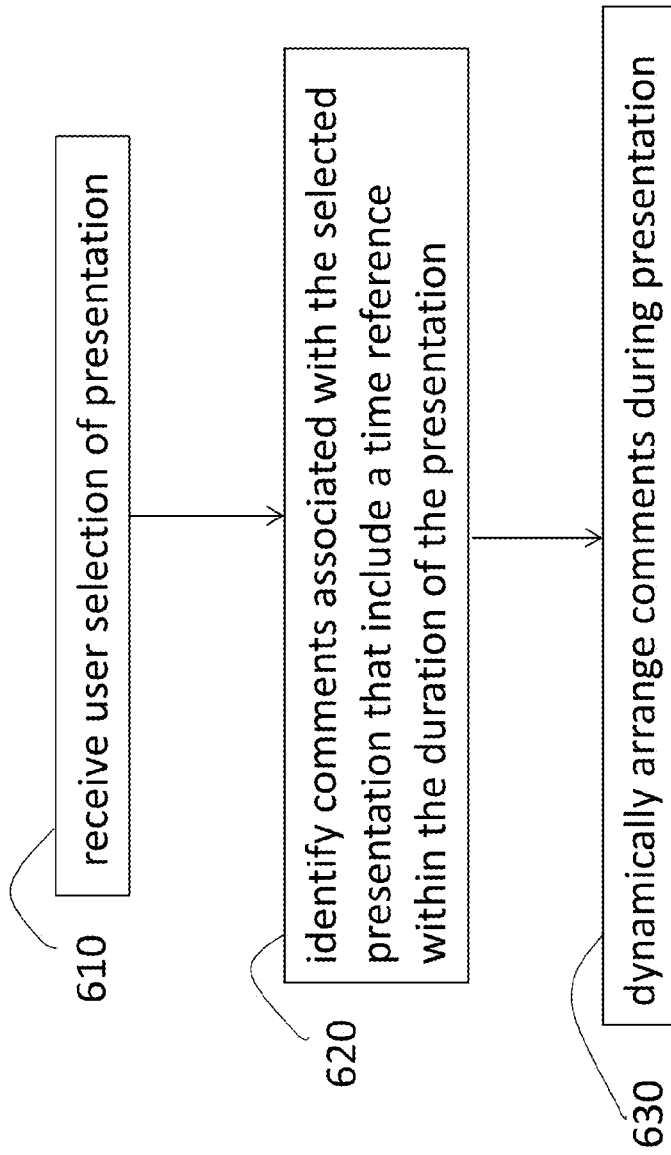 610
receive user selection of presentation
620
identify comments associated with the selected
presentation that include a time reference
within the duration of the presentation
630
dynamically arrange comments during presentation